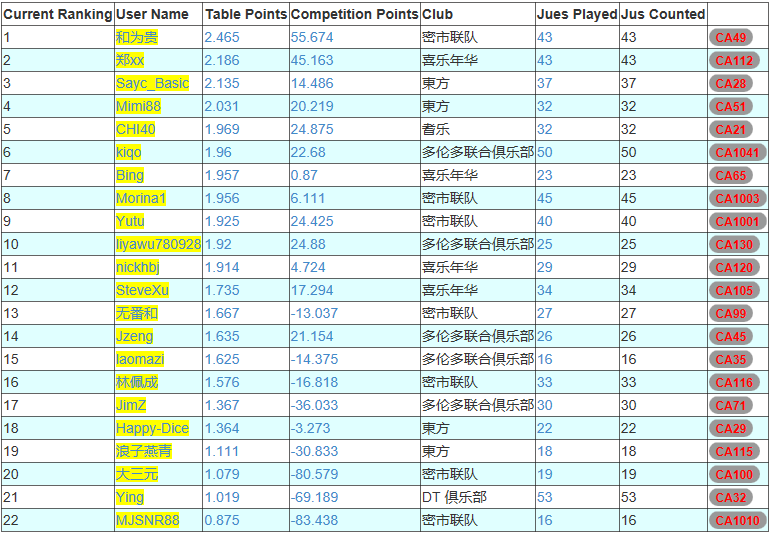 Current Ranking User Name Table Points Competition Points Club Jues Played Jus Counted
1 和为贵 2.465 55.674 密市联队 43 43 CA49
2 郑xx 2.186 45.163 喜乐年华 43 43 CA112
3 Sayc_Basic 2.135 14.486 東方 37 37 CA28
4 Mimi88 2.031 20.219 東方 32 32 CA51
5 CHI40 1.969 24.875 耆乐 32 32 CA21
6 kiqo 1.96 22.68 多伦多联合俱乐部 50 50 CA1041
7 Bing 1.957 0.87 喜乐年华 23 23 CA65
8 Morina1 1.956 6.111 密市联队 45 45 CA1003
9 Yutu 1.925 24.425 密市联队 40 40 CA1001
10 liyawu780928 1.92 24.88 多伦多联合俱乐部 25 25 CA130
11 nickhbj 1.914 4.724 喜乐年华 29 29 CA120
12 SteveXu 1.735 17.294 喜乐年华 34 34 CA105
13 无番和 1.667 -13.037 密市联队 27 27 CA99
14 Jzeng 1.635 21.154 多伦多联合俱乐部 26 26 CA45
15 laomazi 1.625 -14.375 多伦多联合俱乐部 16 16 CA35
16 林佩成 1.576 -16.818 密市联队 33 33 CA116
17 JimZ 1.367 -36.033 多伦多联合俱乐部 30 30 CA71
18 Happy-Dice 1.364 -3.273 東方 22 22 CA29
19 浪子燕青 1.111 -30.833 東方 18 18 CA115
20 大三元 1.079 -80.579 密市联队 19 19 CA100
21 Ying 1.019 -69.189 DT 俱乐部 53 53 CA32
22 MJSNR88 0.875 -83.438 密市联队 16 16 CA1010